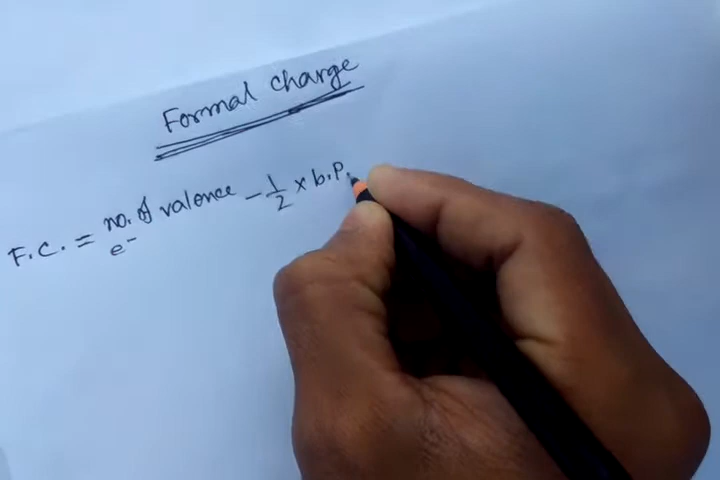 Formal Charge
F.C. = no. of valence - 1/2 × b.P.
e-